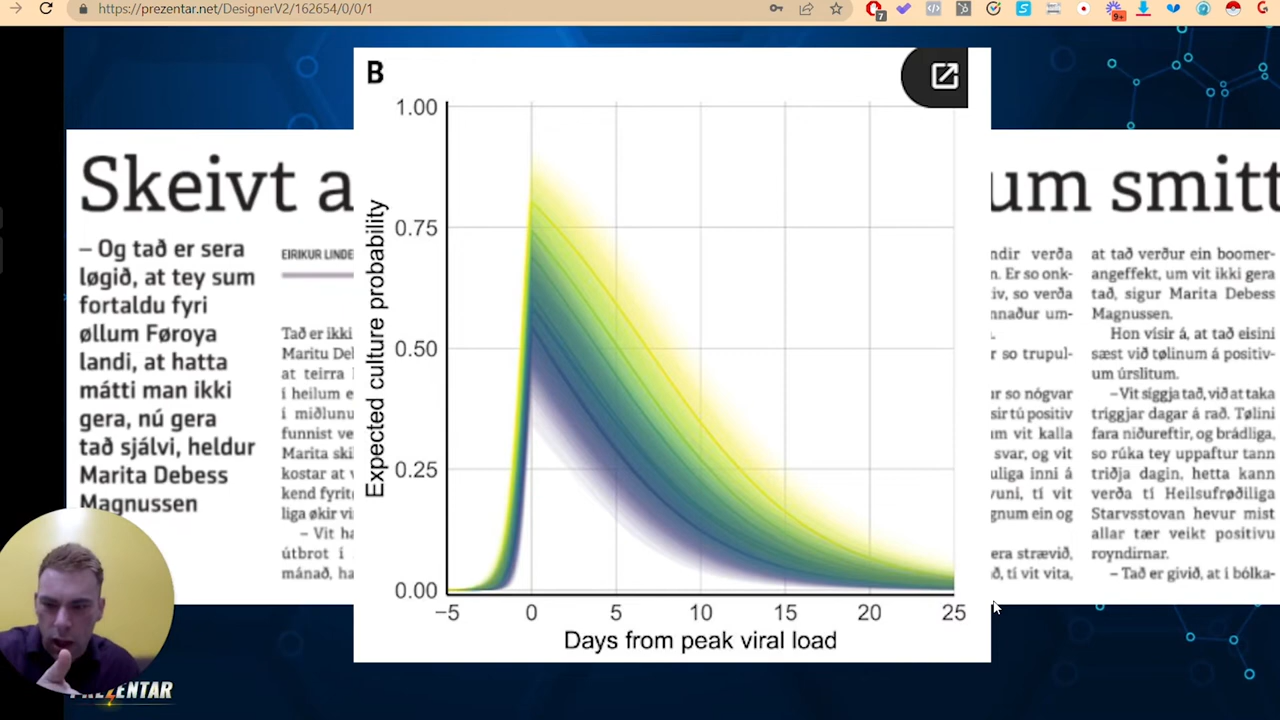 https://prezentar.net/DesignerV2/162654/0/0/1
7
9+
B
1.00
0.75
0.50
0.25
0.00
Expected culture probability
−5
0
5
10
15
20
25
Days from peak viral load
Skeivt a
um smitt
– Og tað er sera
løgið, at tey sum
fortaldu fyri
øllum Føroya
landi, at hatta
mátti man ikki
gera, nú gera
tað sjálvi, heldur
Marita Debess
Magnussen
EIRIKUR LINDE
Tað er ikki
Maritu Del
at teirra
í heilum e
í miðlunu
funnist ve
Marita ski
kostar at v
kend fyrit
liga økir vi
– Vit ha
útbrot í
mánað, ha
ndir verða
n. Er so onk-
iv, so verða
nnaður um-
r so trupul-
ur so nógvar
sir tú positiv
um vit kalla
svar, og vit
uliga inni á
vuni, tí vit
gnum ein og
era strævið,
ð, tí vit vita,
at tað verður ein boomer-
angeffekt, um vit ikki gera
tað, sigur Marita Debess
Magnussen.
Hon vísir á, at tað eisini
sæst við tølinum á positiv-
um úrslitum.
– Vit síggja tað, við at taka
tríggjar dagar á rað. Tølini
fara niðureftir, og brádliga,
so rúka tey uppaftur tann
triðja dagin, hetta kann
verða tí Heilsufrøðiliga
Starvsstovan hevur mist
allar tær veikt positivu
royndirnar.
– Tað er givið, at í bólka-
PREZENTAR